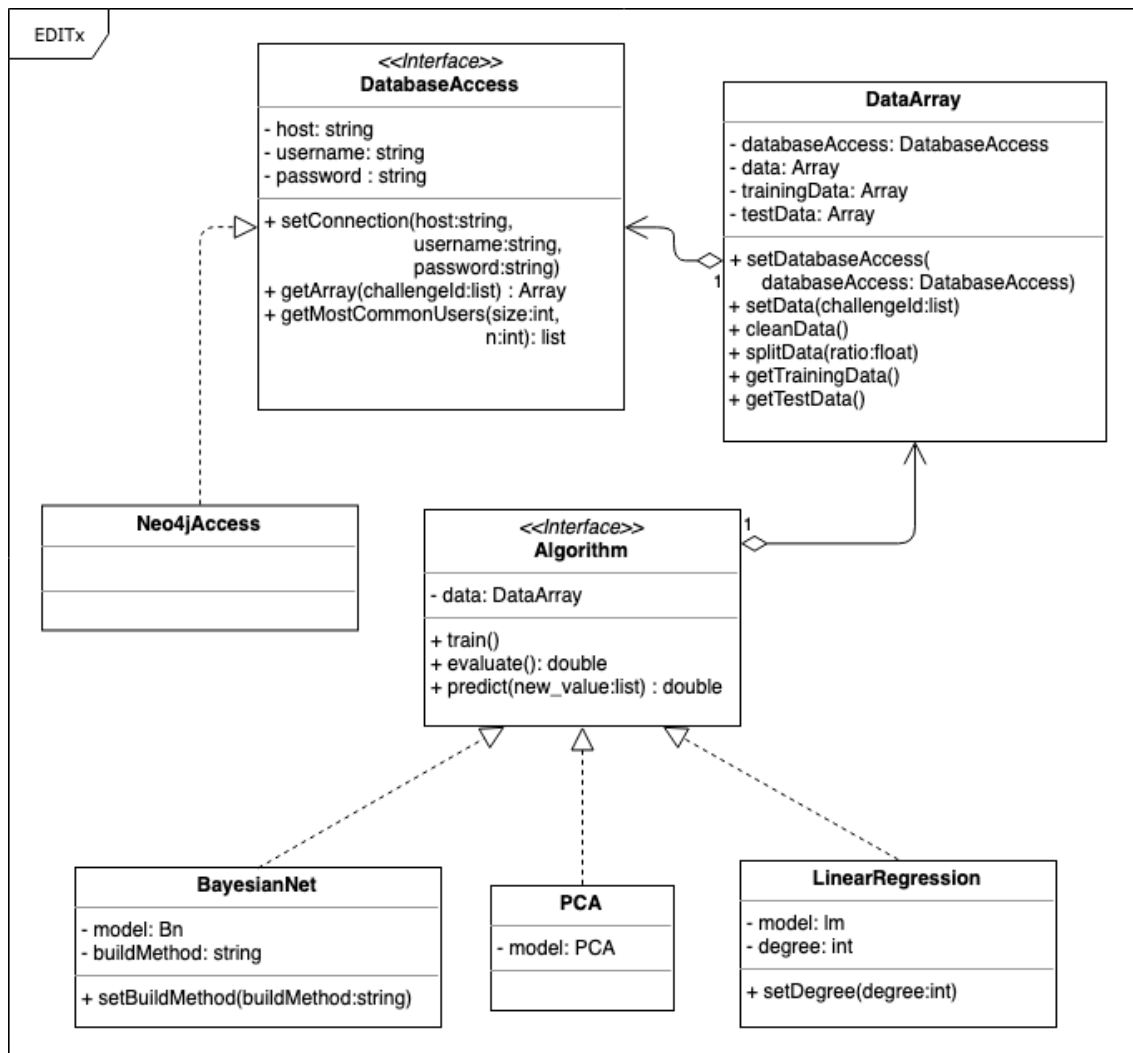 EDITx
<<Interface>>
DatabaseAccess
- host: string
- username: string
- password : string
+ setConnection(host:string,
username:string,
password:string)
+ getArray(challengeId:list) : Array
+ getMostCommonUsers(size:int,
n:int): list
DataArray
- databaseAccess: DatabaseAccess
- data: Array
- trainingData: Array
- testData: Array
+ setDatabaseAccess(
databaseAccess: DatabaseAccess)
+ setData(challengeId:list)
+ cleanData()
+ splitData(ratio:float)
+ getTrainingData()
+ getTestData()
1
Neo4jAccess
<<Interface>>
Algorithm
- data: DataArray
+ train()
+ evaluate(): double
+ predict(new_value:list) : double
1
BayesianNet
- model: Bn
- buildMethod: string
+ setBuildMethod(buildMethod:string)
PCA
- model: PCA
LinearRegression
- model: lm
- degree: int
+ setDegree(degree:int)